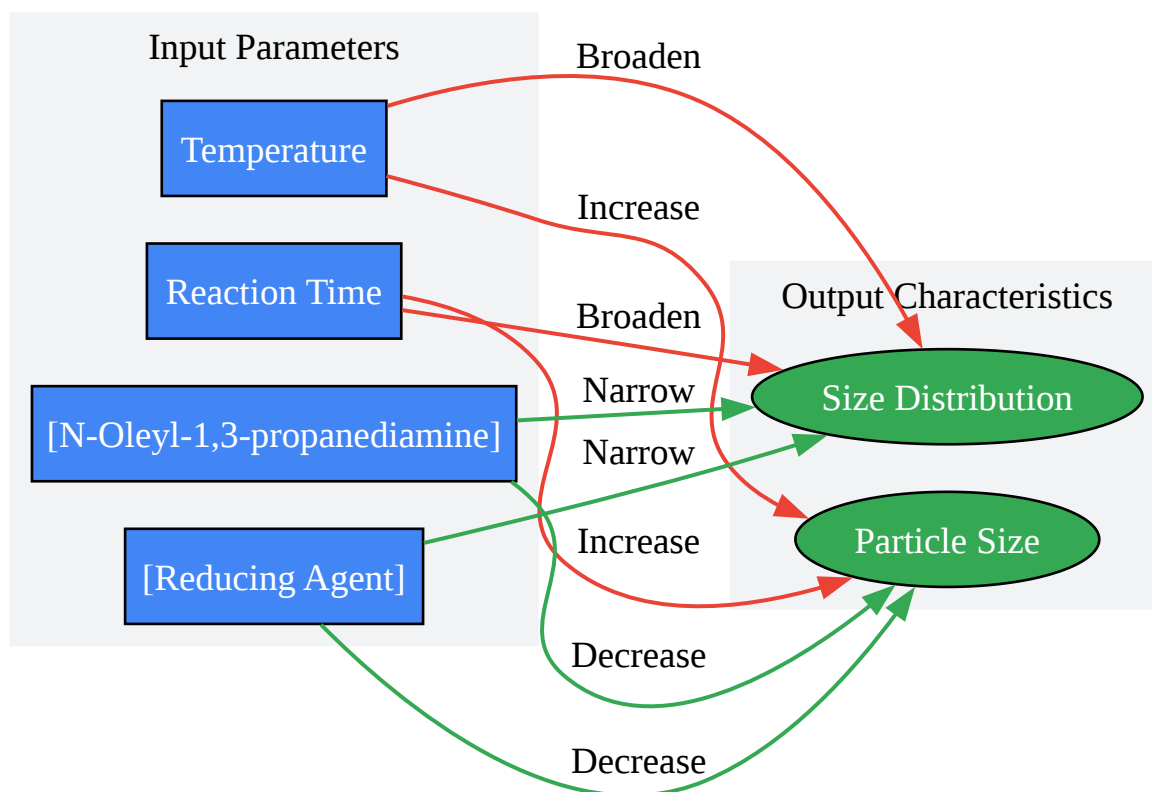 Input Parameters
Temperature
Reaction Time
[N-Oleyl-1,3-propanediamine]
[Reducing Agent]
Broaden
Increase
Broaden
Narrow
Narrow
Increase
Decrease
Decrease
Output Characteristics
Size Distribution
Particle Size